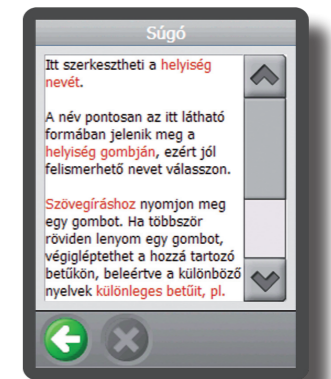 Súgó
Itt szerkesztheti a helyiség
nevét.
A név pontosan az itt látható
formában jelenik meg a
helyiség gombján, ezért jól
felismerhető nevet válasszon.
Szövegíráshoz nyomjon meg
egy gombot. Ha többször
röviden lenyom egy gombot,
végigléptethet a hozzá tartozó
betűkön, beleértve a különböző
nyelvek különleges betűit, pl.